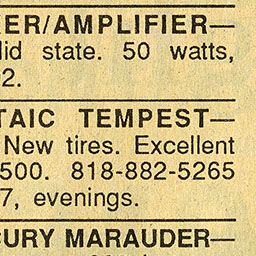 ER/AMPLIFIER—
lid state. 50 watts,
2.
TAIC TEMPEST—
New tires. Excellent
500. 818-882-5265
7, evenings.
CURY MARAUDER—